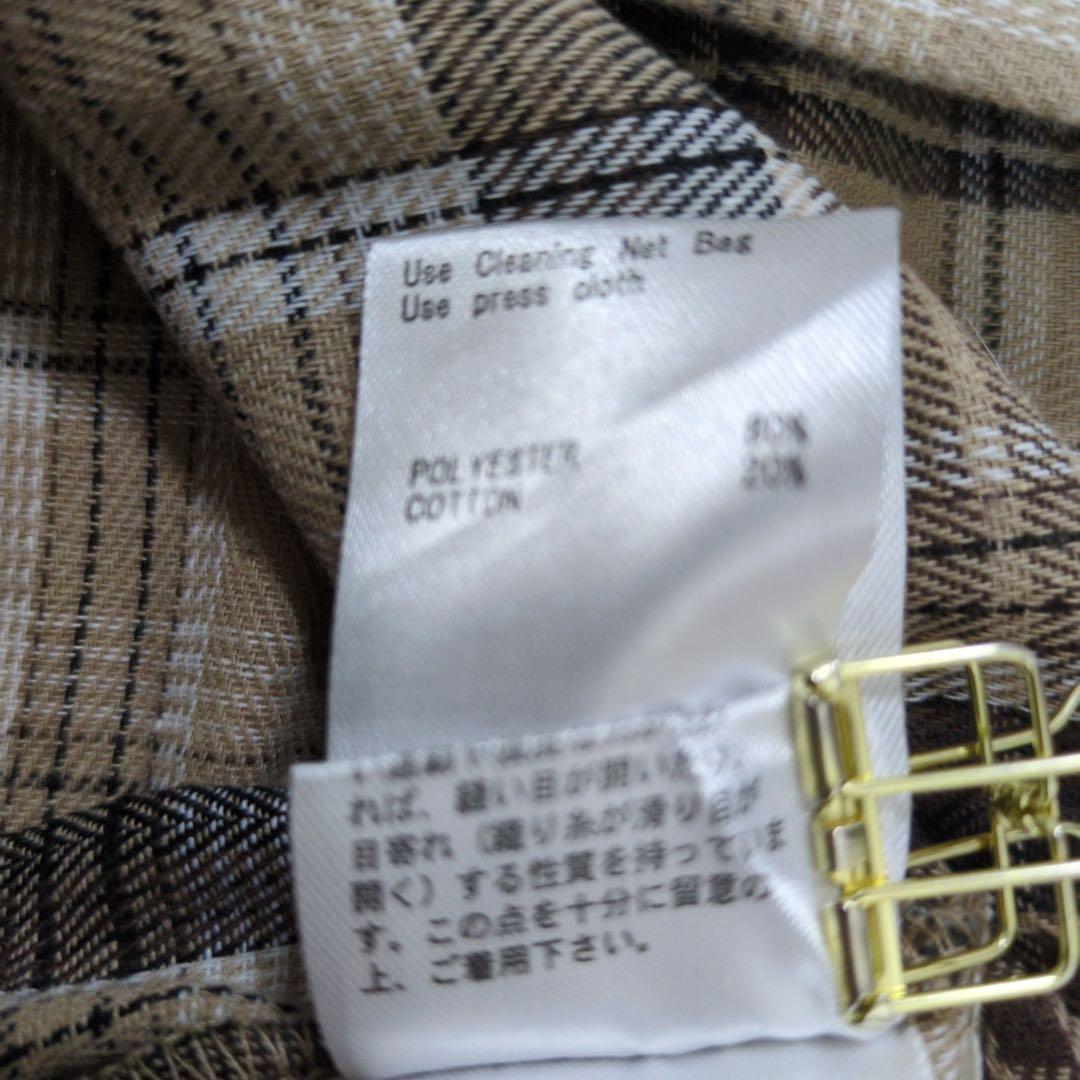 Use Cleaning Net Bag
Use press cloth
POLYESTER 80%
COTTON 20%
れば、縫い目が開いたり、
目寄れ（織り糸が滑り目が
開く）する性質を持っていま
す。この点を十分に留意の
上、ご着用下さい。